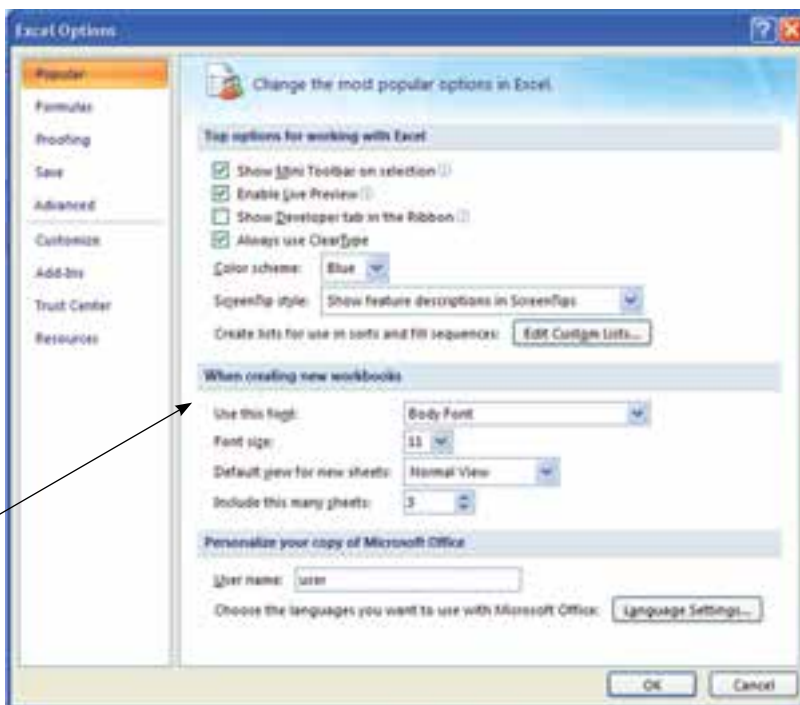 Excel Options
Popular
Formulas
Proofing
Save
Advanced
Customize
Add-Ins
Trust Center
Resources
Change the most popular options in Excel.
Top options for working with Excel
Show Mini Toolbar on selection
Enable Live Preview
Show Developer tab in the Ribbon
Always use ClearType
Color scheme: Blue
ScreenTip style: Show feature descriptions in ScreenTips
Create lists for use in sorts and fill sequences: Edit Custom Lists...
When creating new workbooks
Use this font: Body Font
Font size: 11
Default view for new sheets: Normal View
Include this many sheets: 3
Personalize your copy of Microsoft Office
User name: user
Choose the languages you want to use with Microsoft Office: Language Settings...
OK Cancel